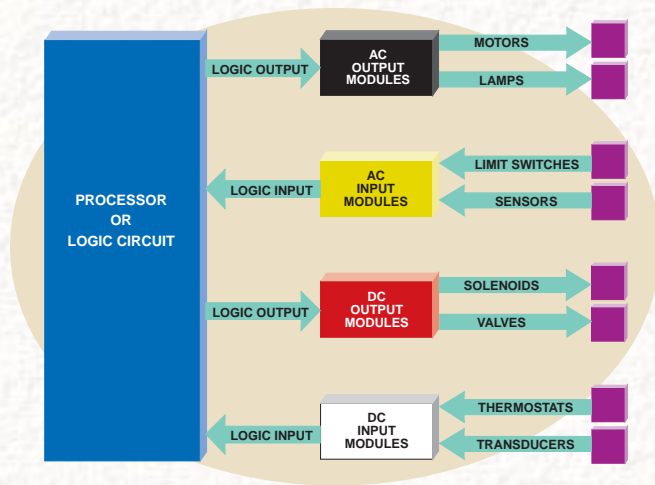 PROCESSOR
OR
LOGIC CIRCUIT
LOGIC OUTPUT
AC
OUTPUT
MODULES
MOTORS
LAMPS
LOGIC INPUT
AC
INPUT
MODULES
LIMIT SWITCHES
SENSORS
LOGIC OUTPUT
DC
OUTPUT
MODULES
SOLENOIDS
VALVES
LOGIC INPUT
DC
INPUT
MODULES
THERMOSTATS
TRANSDUCERS